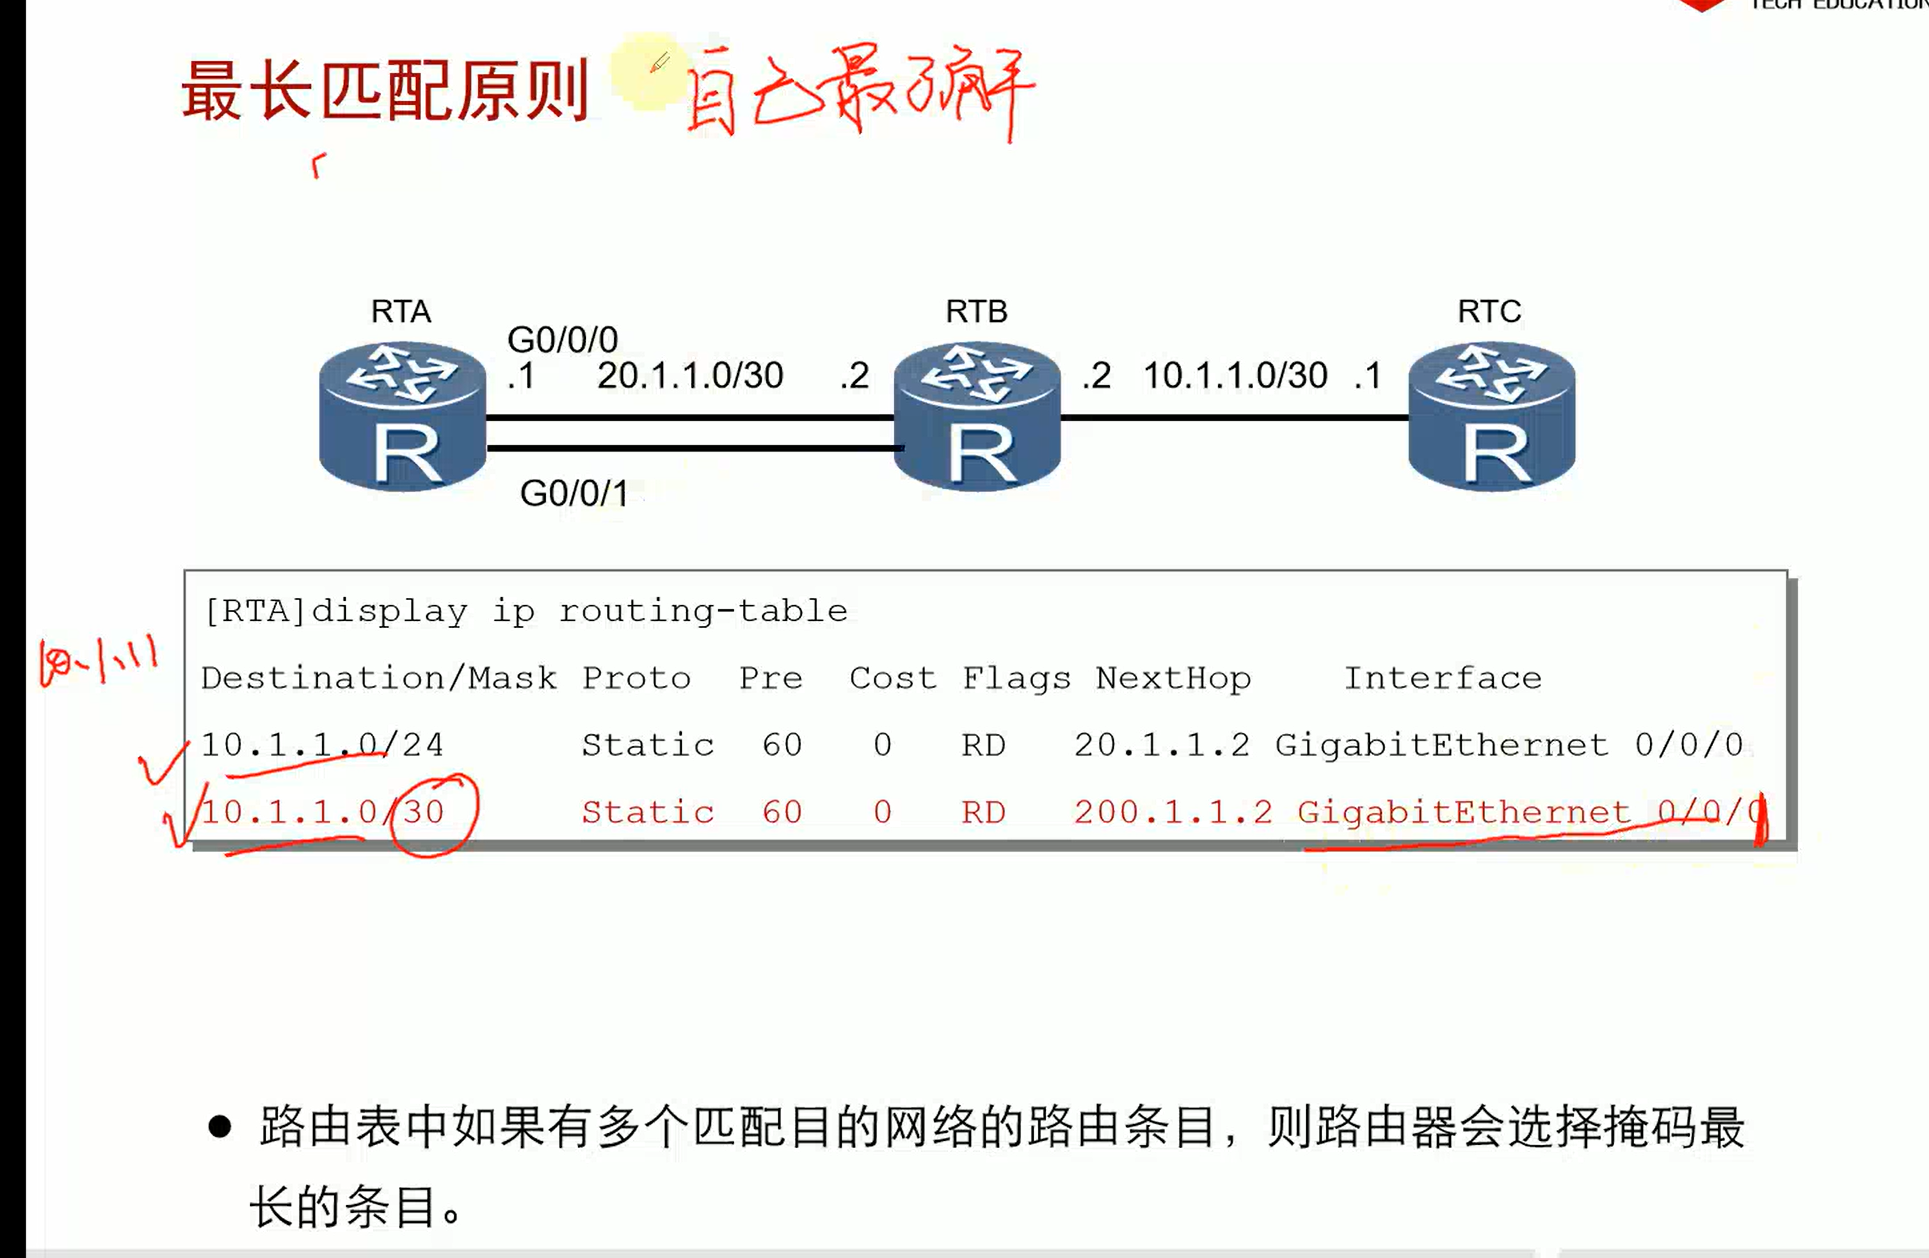 TECH EDUCATION
最长匹配原则 自己最了解
RTA
RTB
RTC
G0/0/0
.1 20.1.1.0/30 .2
.2 10.1.1.0/30 .1
R
R
R
G0/0/1
[RTA]display ip routing-table
10.1.1.1
Destination/Mask Proto Pre Cost Flags NextHop Interface
10.1.1.0/24 Static 60 0 RD 20.1.1.2 GigabitEthernet 0/0/0
10.1.1.0/30 Static 60 0 RD 200.1.1.2 GigabitEthernet 0/0/
● 路由表中如果有多个匹配目的网络的路由条目，则路由器会选择掩码最
长的条目。